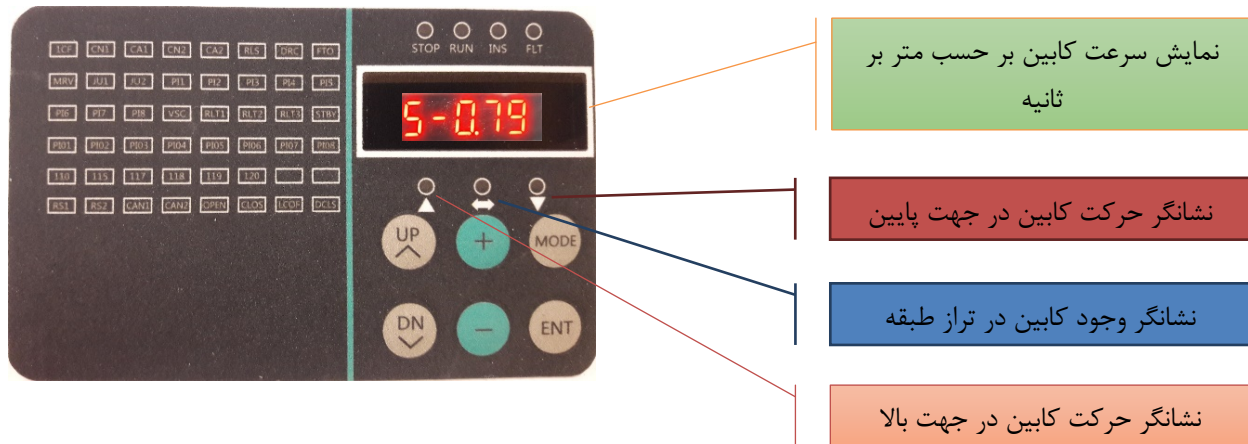 STOP RUN INS FLT
1CF CN1 CA1 CN2 CA2 RLS DRC FTO
MRV JU1 JU2 PI1 PI2 PI3 PI4 PI5
PI6 PI7 PI8 VSC RLT1 RLT2 RLT3 STBY
PI01 PI02 PI03 PI04 PI05 PI06 PI07 PI08
110 115 117 118 119 120
RS1 RS2 CAN1 CAN2 OPEN CLOS LCOF DCLS
S-0.79
UP + MODE
DN − ENT
نمایش سرعت کابین بر حسب متر بر
ثانیه
نشانگر حرکت کابین در جهت پایین
نشانگر وجود کابین در تراز طبقه
نشانگر حرکت کابین در جهت بالا